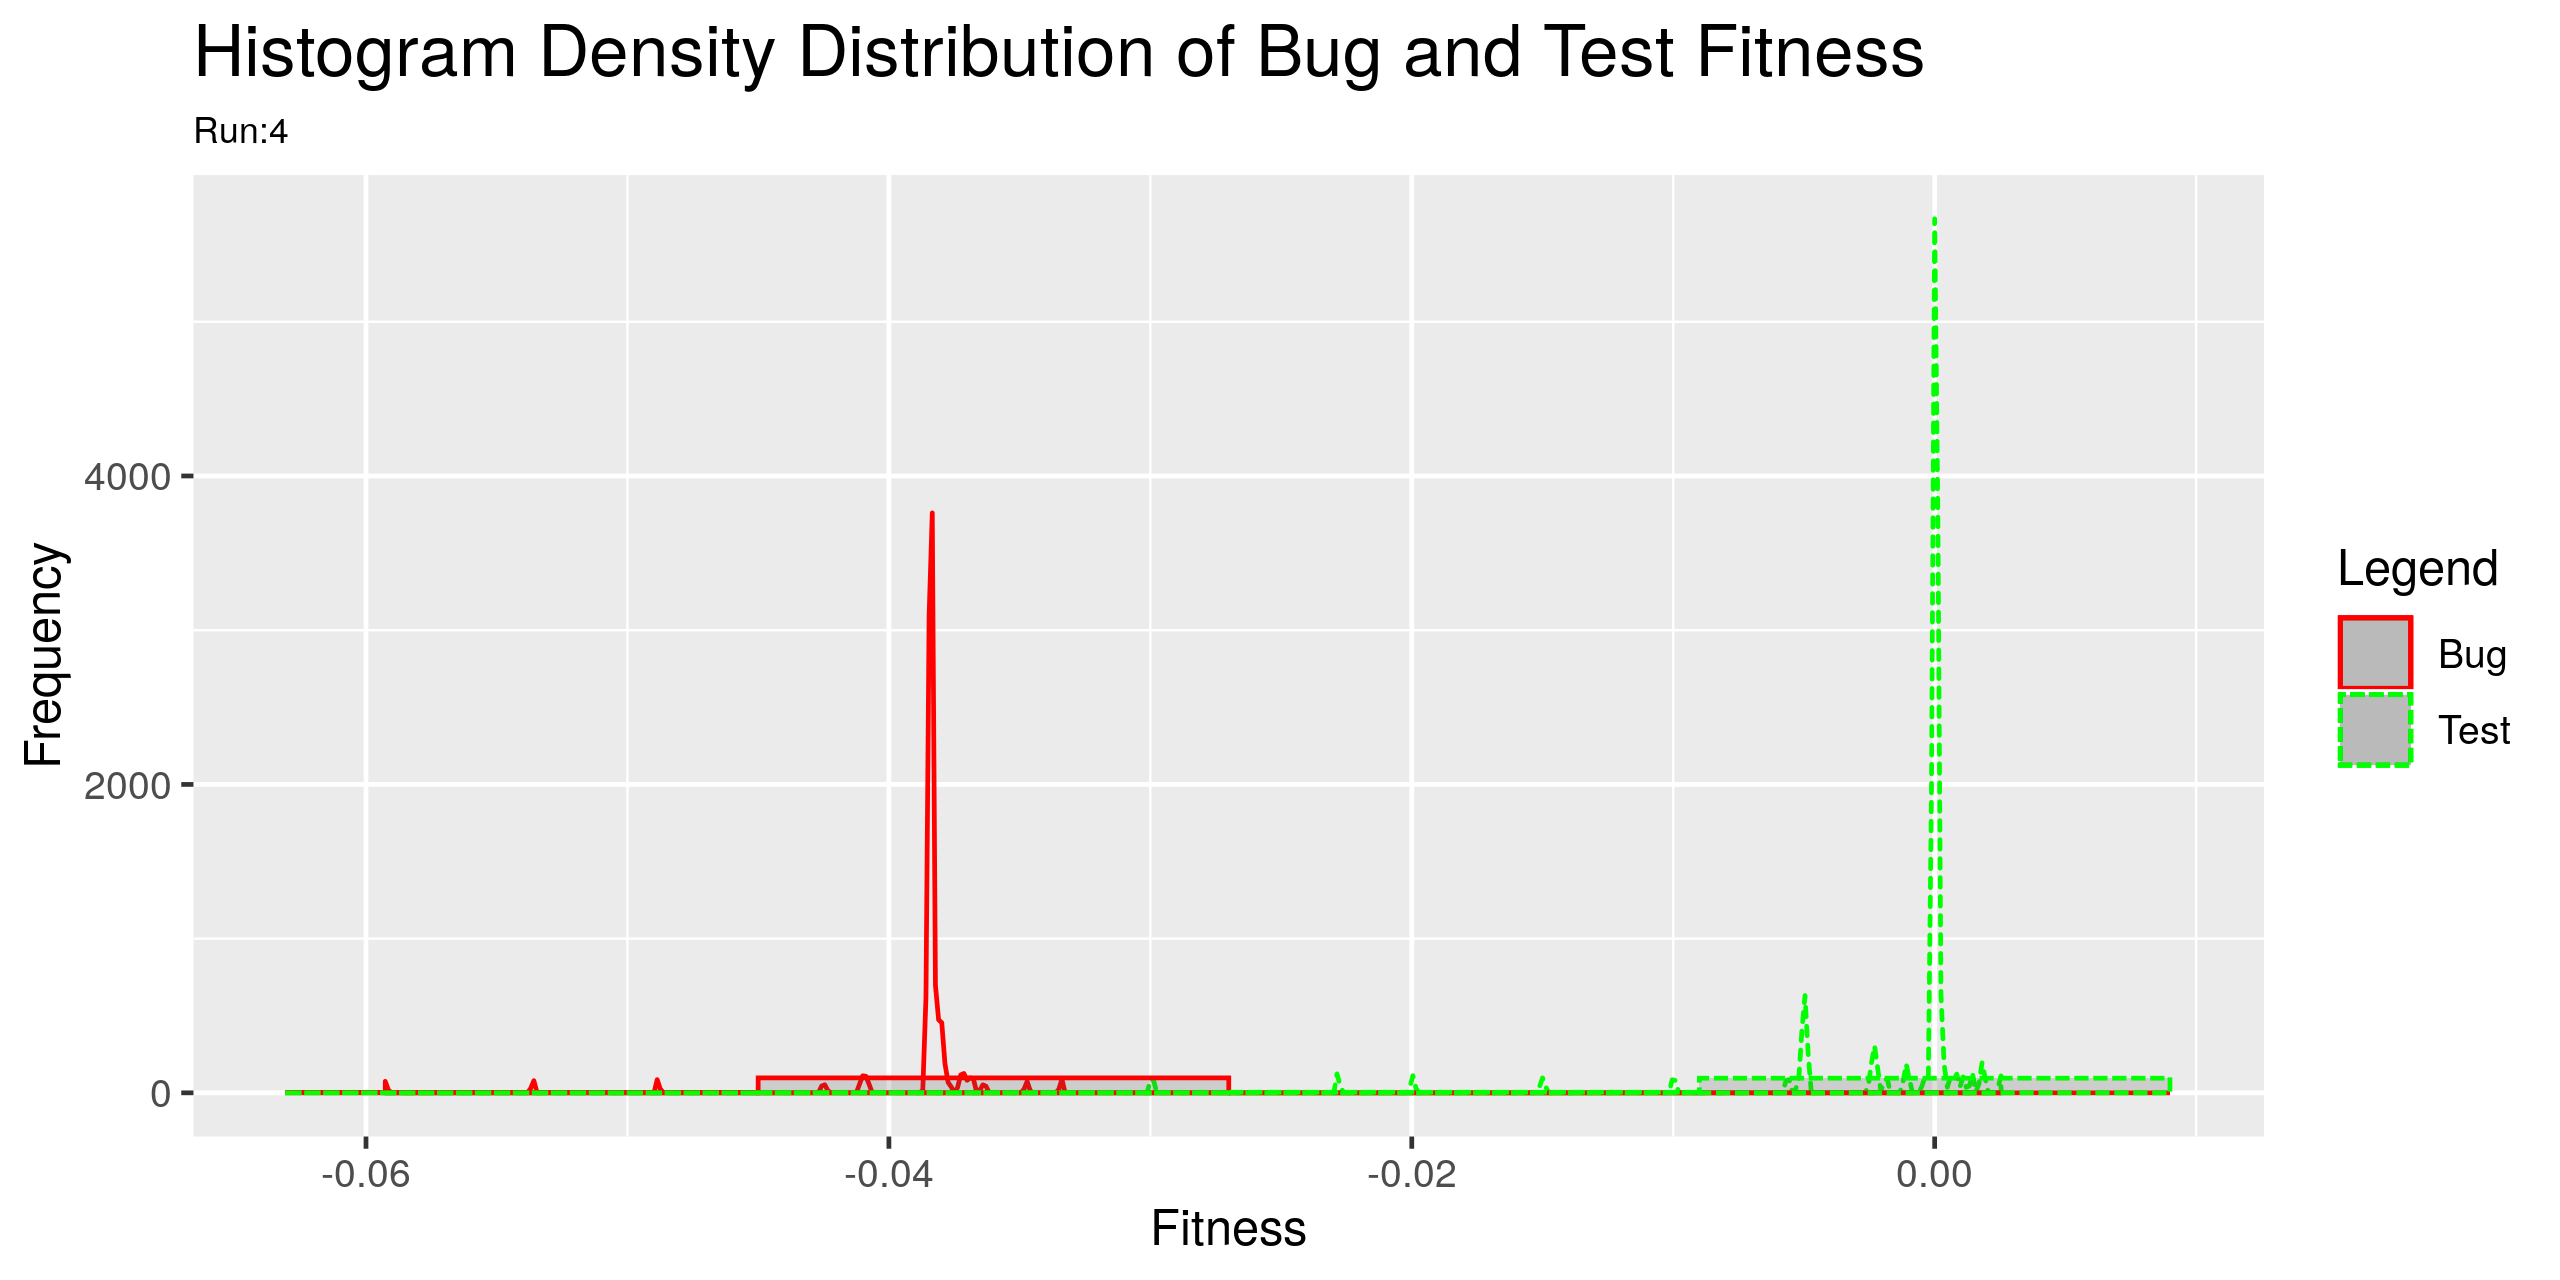 Histogram Density Distribution of Bug and Test Fitness
Run:4
Frequency
4000
2000
0
-0.06
-0.04
-0.02
0.00
Fitness
Legend
Bug
Test